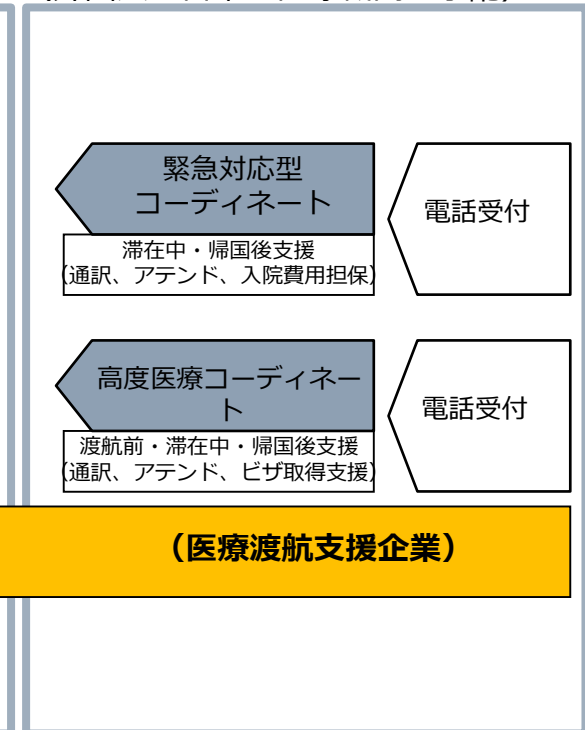 緊急対応型
コーディネート
電話受付
滞在中・帰国後支援
(通訳、アテンド、入院費用担保)
高度医療コーディネー
ト
電話受付
渡航前・滞在中・帰国後支援
(通訳、アテンド、ビザ取得支援)
（医療渡航支援企業）